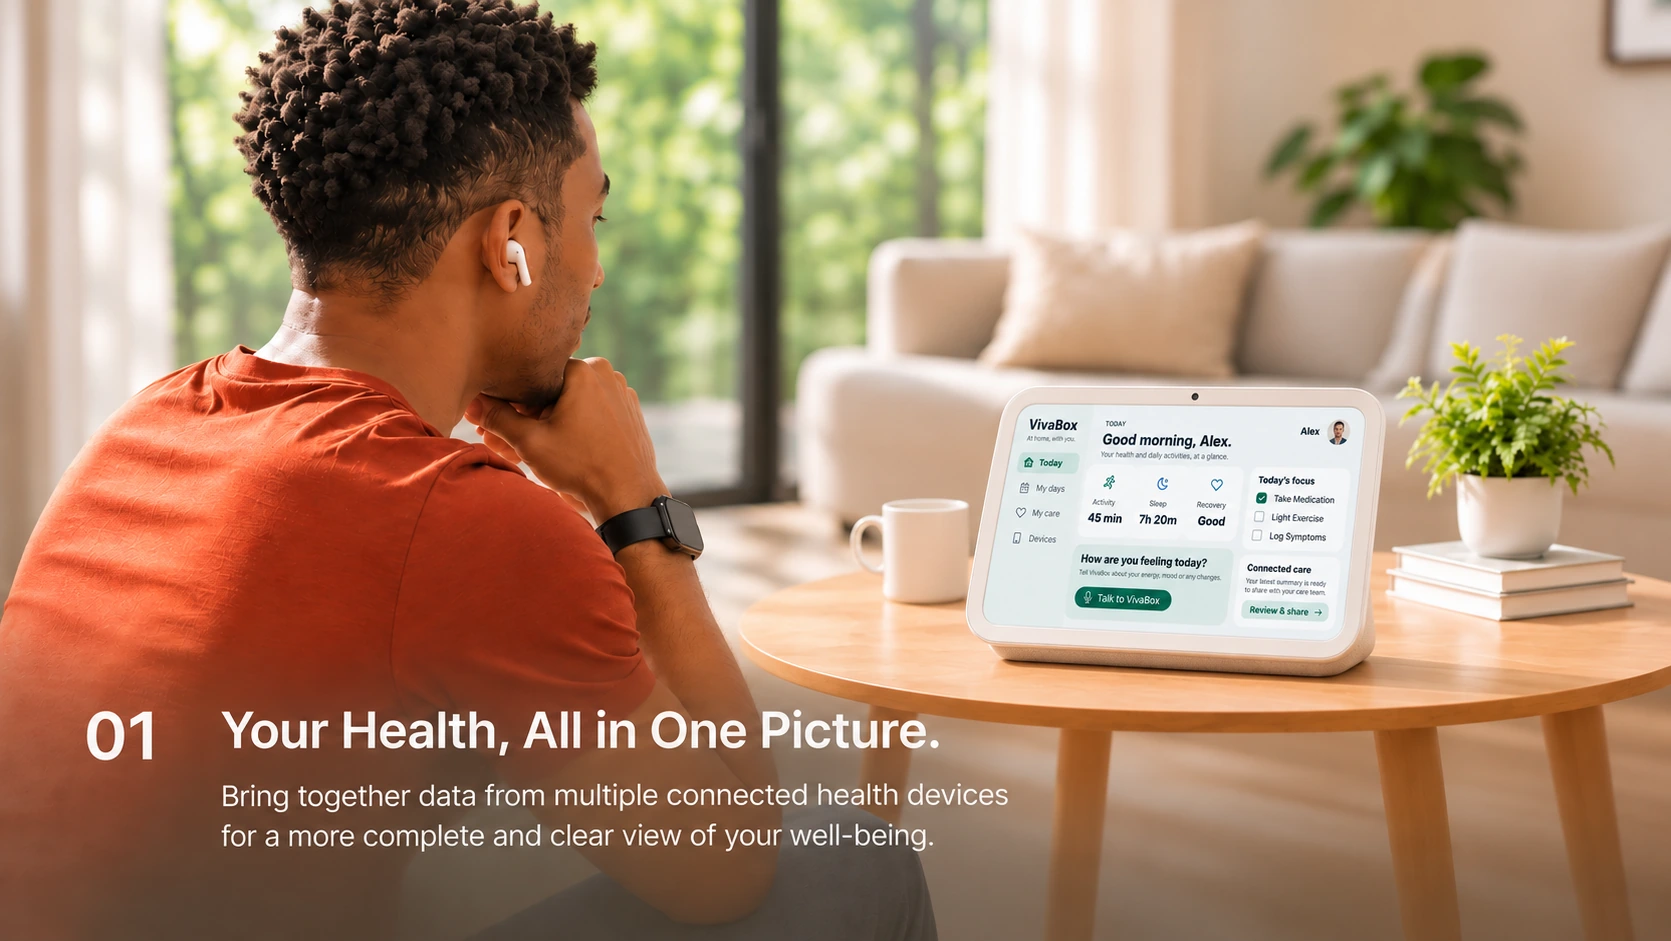 VivaBox
At home, with you.
Today
My days
My care
Devices
TODAY
Good morning, Alex.
Your health and daily activities, at a glance.
Alex
Activity
45 min
Sleep
7h 20m
Recovery
Good
Today's focus
Take Medication
Light Exercise
Log Symptoms
How are you feeling today?
Tell VivaBox about your energy, mood or any changes.
Talk to VivaBox
Connected care
Your latest summary is ready
to share with your care team.
Review & share →
01
Your Health, All in One Picture.
Bring together data from multiple connected health devices
for a more complete and clear view of your well-being.